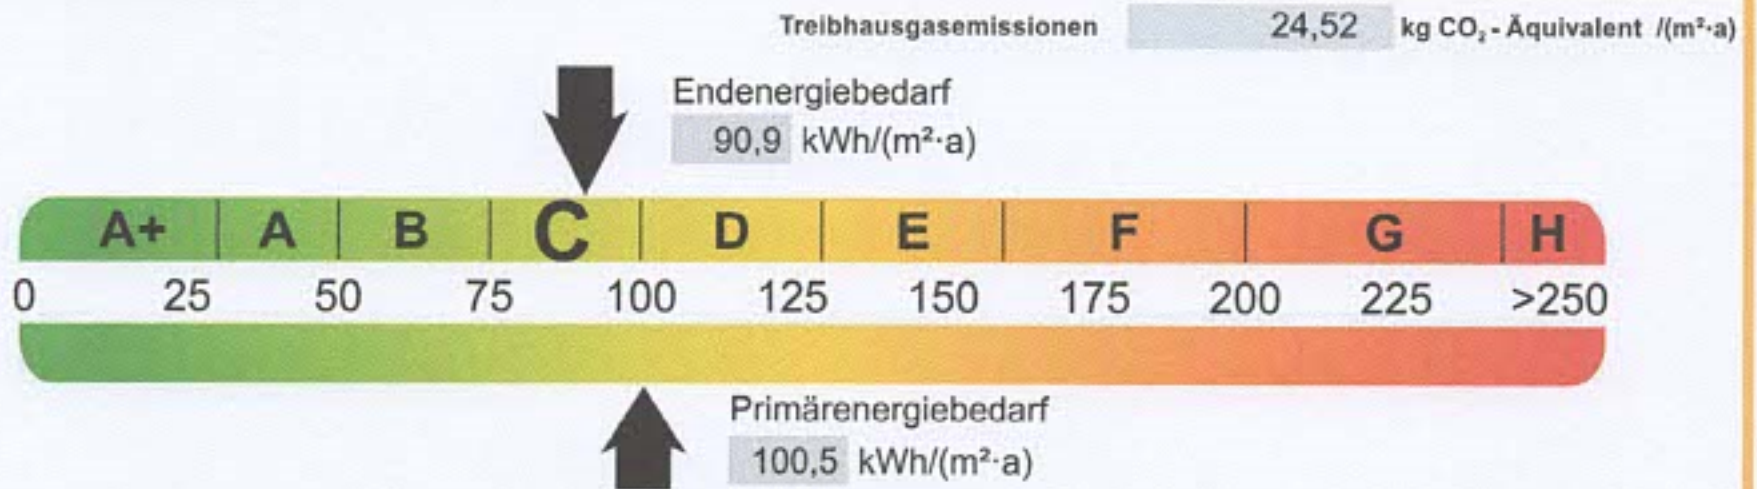 Treibhausgasemissionen 24,52 kg CO₂-Äquivalent /(m²·a)
Endenergiebedarf
90,9 kWh/(m²·a)
A+ A B C D E F G H
0 25 50 75 100 125 150 175 200 225 >250
Primärenergiebedarf
100,5 kWh/(m²·a)